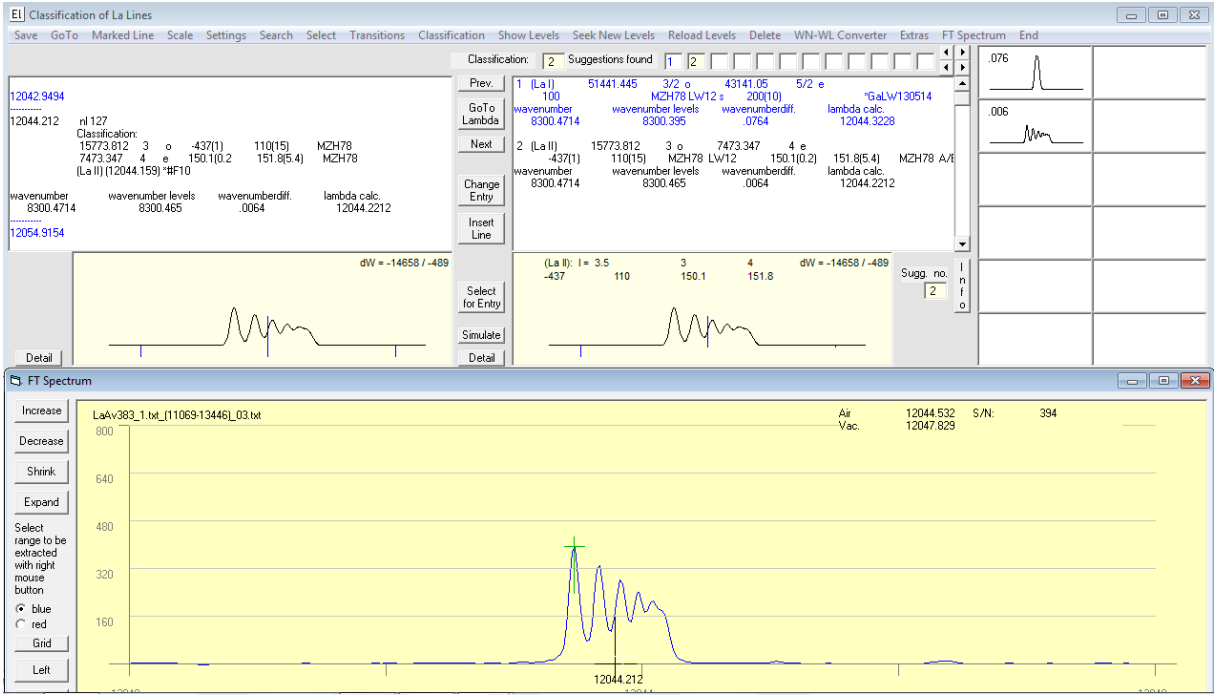 El Classification of La Lines
Save GoTo Marked Line Scale Settings Search Select Transitions Classification Show Levels Seek New Levels Reload Levels Delete WN-WL Converter Extras FT Spectrum End
Classification: 2 Suggestions found 1 2
12042.9494
-----------
12044.212 nl 127
Classification:
15773.812 3 o -437(1) 110(15) MZH78
7473.347 4 e 150.1(0.2 151.8(5.4) MZH78
(La II) (12044.159) *#F10
wavenumber wavenumber levels wavenumberdiff. lambda calc.
8300.4714 8300.465 .0064 12044.2212
-----------
12054.9154
Prev.
GoTo
Lambda
Next
Change
Entry
Insert
Line
1 (La I) 51441.445 3/2 o 43141.05 5/2 e
100 MZH78 LW12 s 200(10) *GaLW130514
wavenumber wavenumber levels wavenumberdiff. lambda calc.
8300.4714 8300.395 .0764 12044.3228
2 (La II) 15773.812 3 o 7473.347 4 e
-437(1) 110(15) MZH78 LW12 150.1(0.2) 151.8(5.4) MZH78 A/E
wavenumber wavenumber levels wavenumberdiff. lambda calc.
8300.4714 8300.465 .0064 12044.2212
.076
.006
dW = -14658 / -489
Detail
Select
for Entry
Simulate
Detail
(La II): I = 3.5 3 4 dW = -14658 / -489
-437 110 150.1 151.8
Sugg. no.
2
I
n
f
o
FT Spectrum
Increase
Decrease
Shrink
Expand
Select
range to be
extracted
with right
mouse
button
blue
red
Grid
Left
LaAv383_1.txt_(11069-13446)_03.txt
Air 12044.532 S/N: 394
Vac. 12047.829
800
640
480
320
160
12044.212